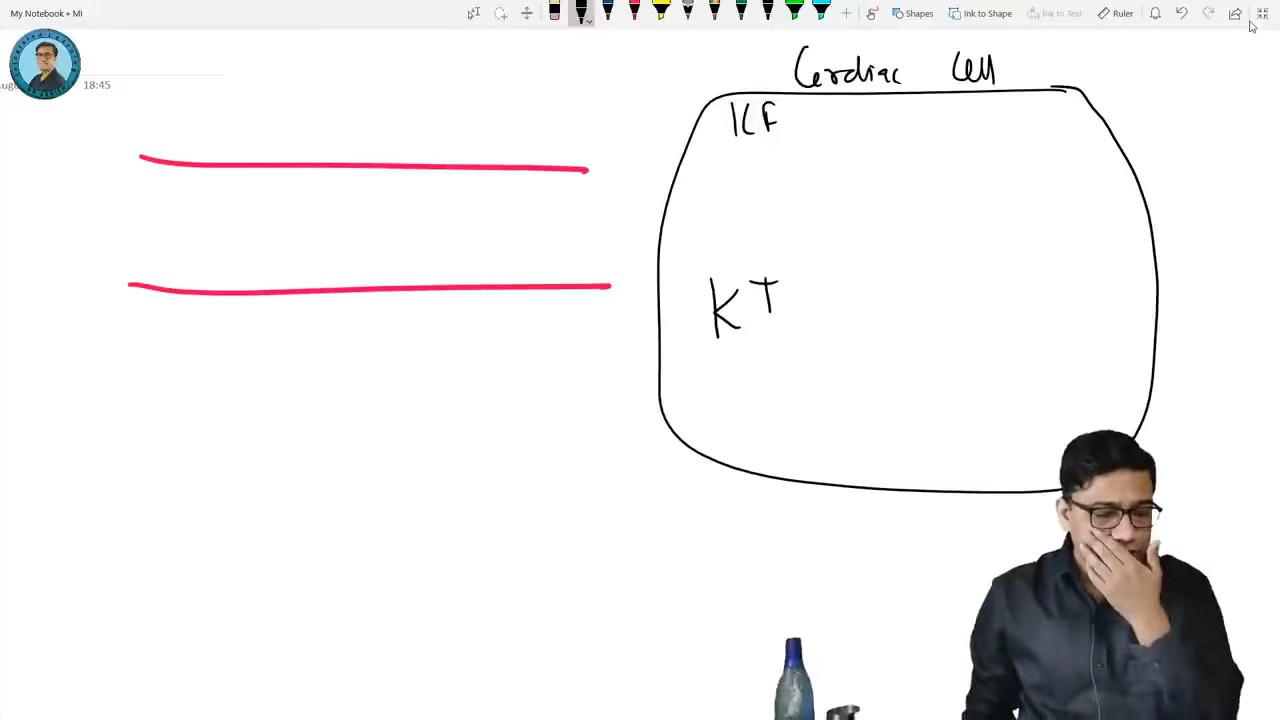 My Notebook » MI
Shapes
Ink to Shape
Ink to Text
Ruler
18:45
Cardiac Cell
ICF
K+